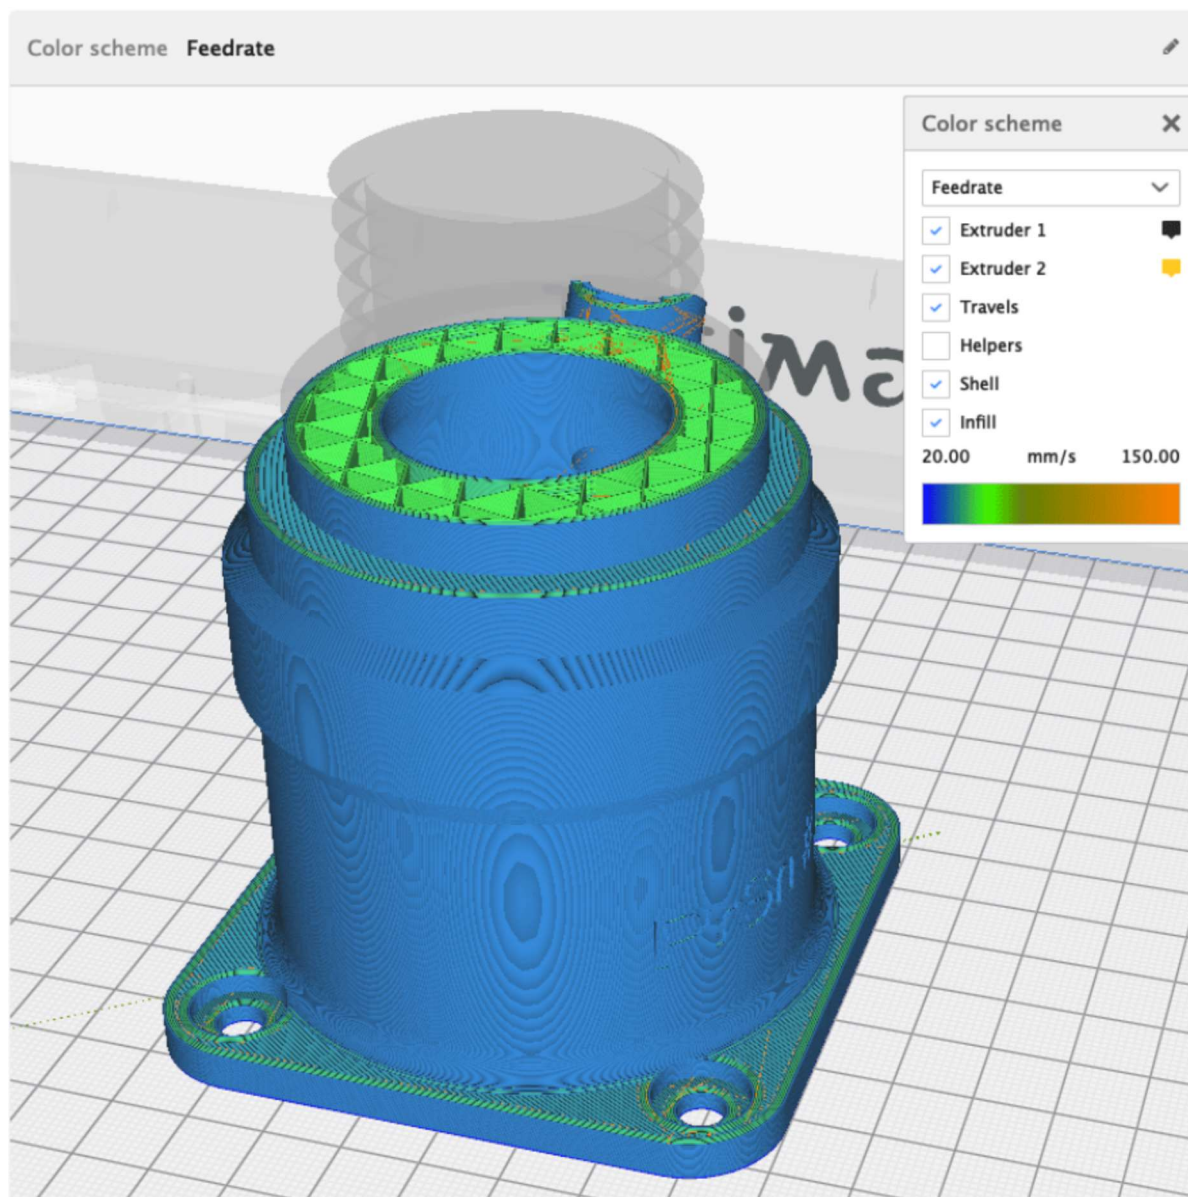 Color scheme Feedrate
Color scheme
Feedrate
Extruder 1
Extruder 2
Travels
Helpers
Shell
Infill
20.00 mm/s 150.00